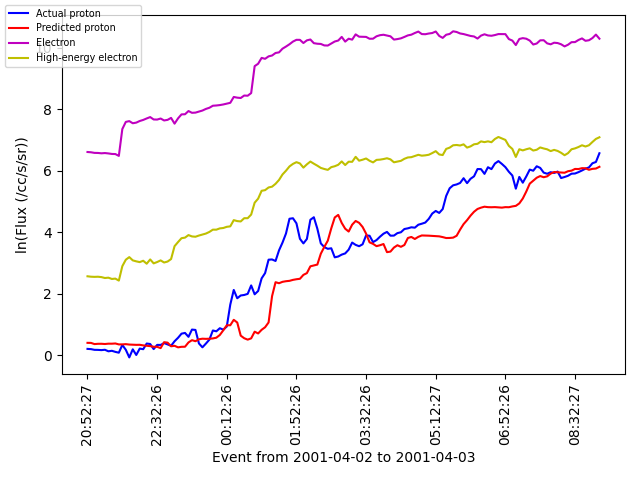 Actual proton
Predicted proton
Electron
High-energy electron
10
8
6
4
2
0
ln(Flux (/cc/s/sr))
20:52:27
22:32:26
00:12:26
01:52:26
03:32:26
05:12:27
06:52:26
08:32:27
Event from 2001-04-02 to 2001-04-03